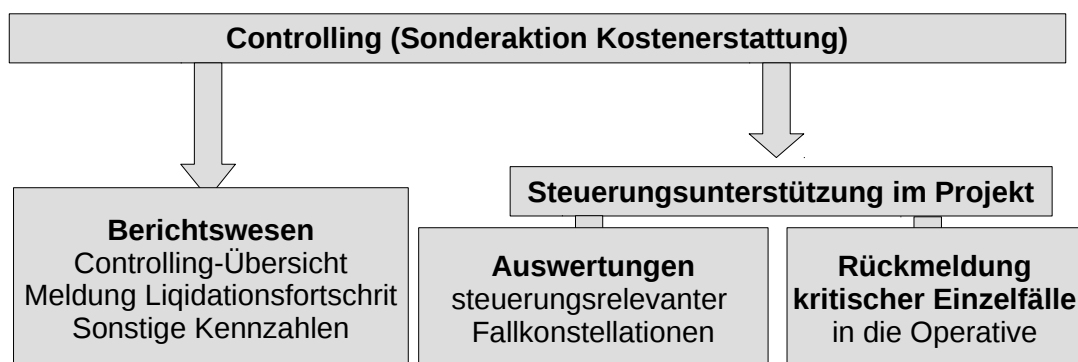 Controlling (Sonderaktion Kostenerstattung)
Steuerungsunterstützung im Projekt
Berichtswesen
Controlling-Übersicht
Meldung Liqidationsfortschrit
Sonstige Kennzahlen
Auswertungen
steuerungsrelevanter
Fallkonstellationen
Rückmeldung
kritischer Einzelfälle
in die Operative